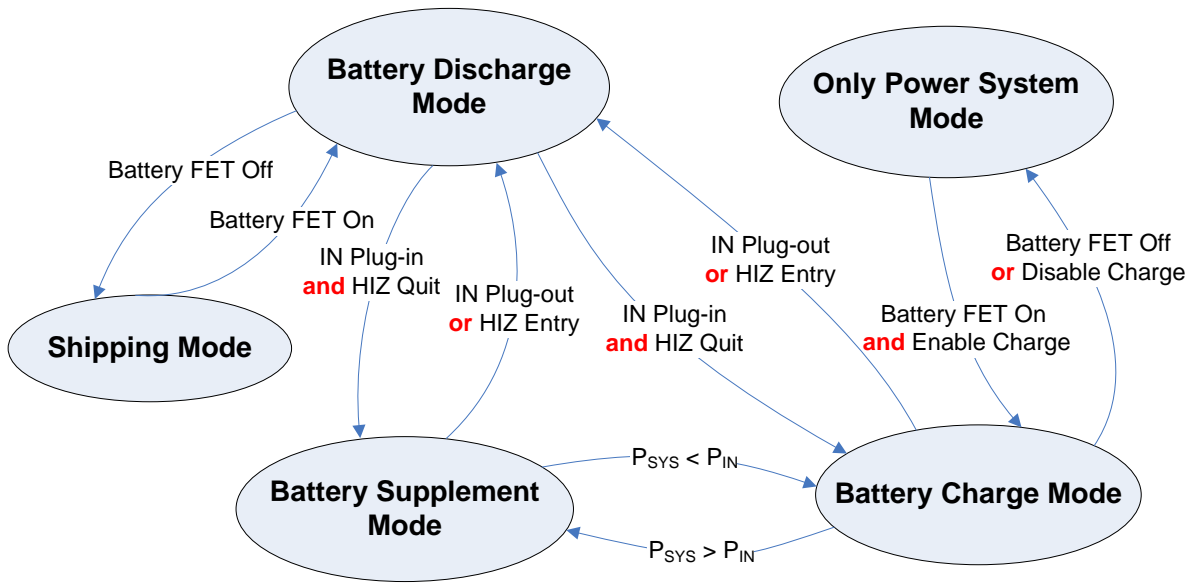 Battery Discharge
Mode
Only Power System
Mode
Battery FET Off
Battery FET On
IN Plug-in
and HIZ Quit
IN Plug-out
or HIZ Entry
IN Plug-in
and HIZ Quit
IN Plug-out
or HIZ Entry
Battery FET On
and Enable Charge
Battery FET Off
or Disable Charge
Shipping Mode
Battery Supplement
Mode
PSYS < PIN
PSYS > PIN
Battery Charge Mode